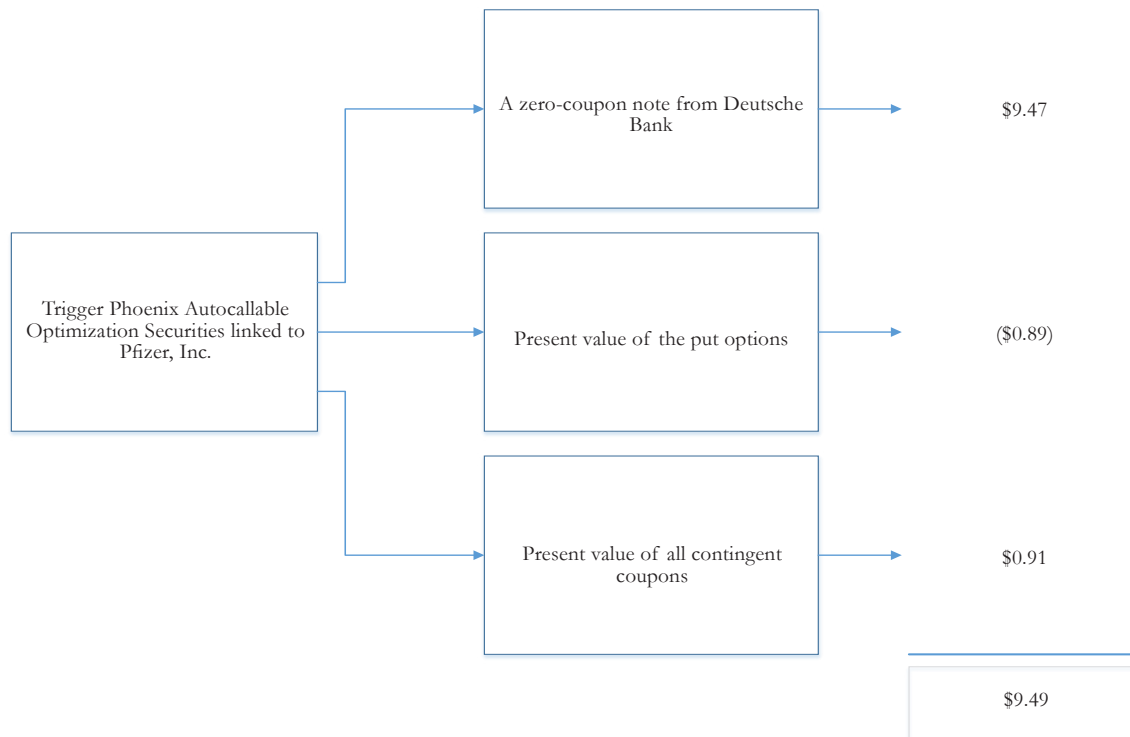 A zero-coupon note from Deutsche
Bank
$9.47
Trigger Phoenix Autocallable
Optimization Securities linked to
Pfizer, Inc.
Present value of the put options
($0.89)
Present value of all contingent
coupons
$0.91
$9.49